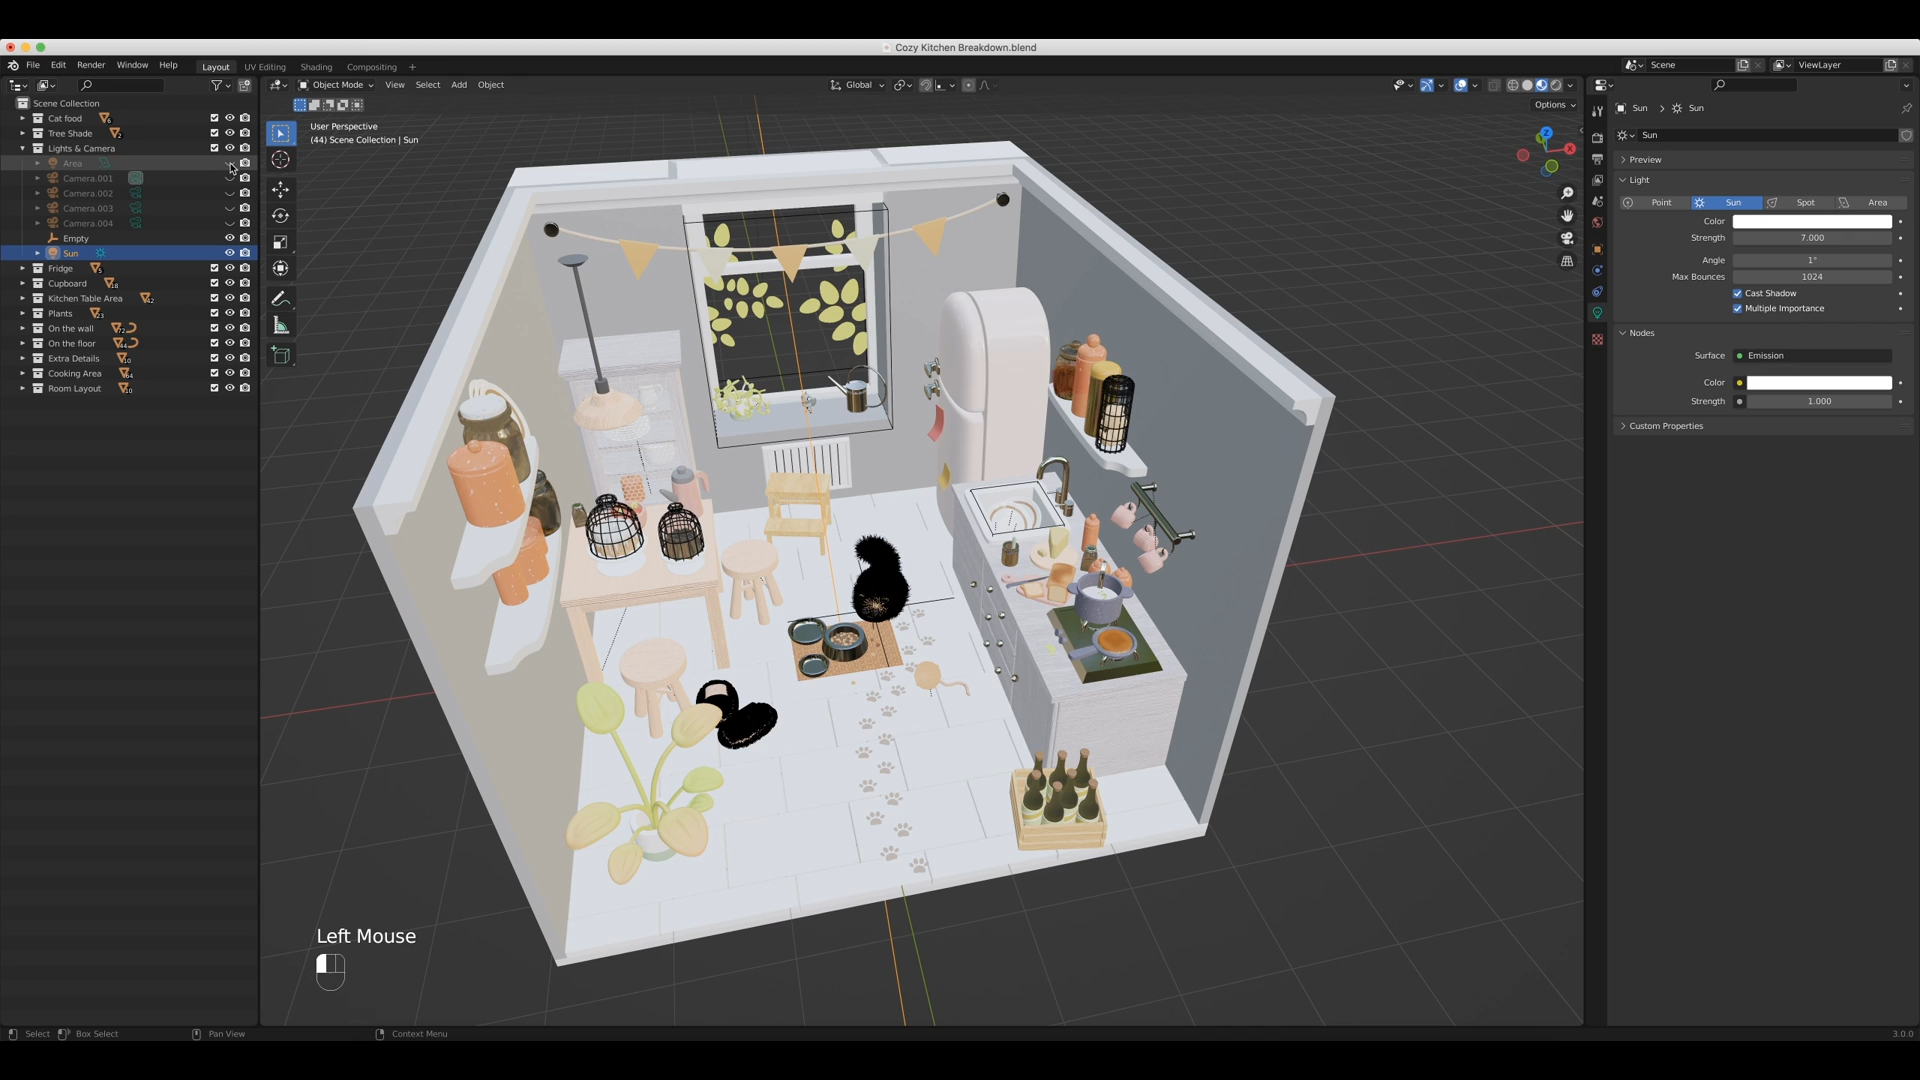 Cozy Kitchen Breakdown.blend
File Edit Render Window Help Layout UV Editing Shading Compositing + Scene ViewLayer
Object Mode View Select Add Object Global
Options
Scene Collection
Cat food
Tree Shade
Lights & Camera
Area
Camera.001
Camera.002
Camera.003
Camera.004
Empty
Sun
Fridge
Cupboard
Kitchen Table Area
Plants
On the wall
On the floor
Extra Details
Cooking Area
Room Layout
User Perspective
(44) Scene Collection | Sun
Z
X
Left Mouse
Sun > Sun
Sun
Preview
Light
Point Sun Spot Area
Color
Strength 7.000
Angle 1°
Max Bounces 1024
Cast Shadow
Multiple Importance
Nodes
Surface Emission
Color
Strength 1.000
Custom Properties
Select Box Select Pan View Context Menu 3.0.0